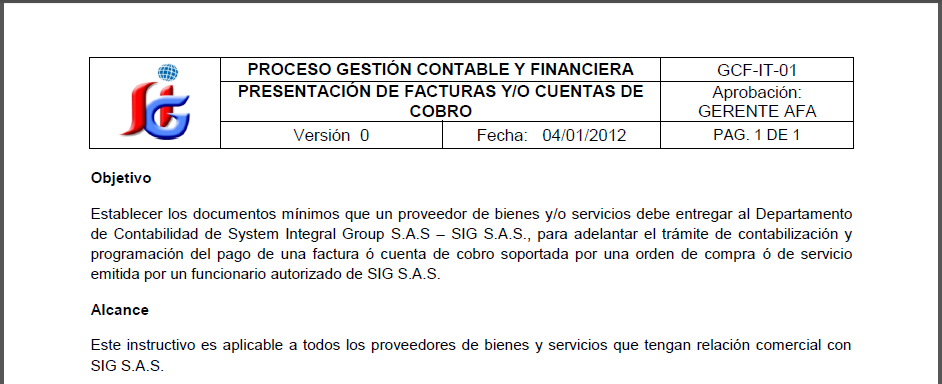 SIG
PROCESO GESTIÓN CONTABLE Y FINANCIERA
GCF-IT-01
PRESENTACIÓN DE FACTURAS Y/O CUENTAS DE
COBRO
Aprobación:
GERENTE AFA
Versión 0
Fecha: 04/01/2012
PAG. 1 DE 1
Objetivo
Establecer los documentos mínimos que un proveedor de bienes y/o servicios debe entregar al Departamento
de Contabilidad de System Integral Group S.A.S – SIG S.A.S., para adelantar el trámite de contabilización y
programación del pago de una factura ó cuenta de cobro soportada por una orden de compra ó de servicio
emitida por un funcionario autorizado de SIG S.A.S.
Alcance
Este instructivo es aplicable a todos los proveedores de bienes y servicios que tengan relación comercial con
SIG S.A.S.